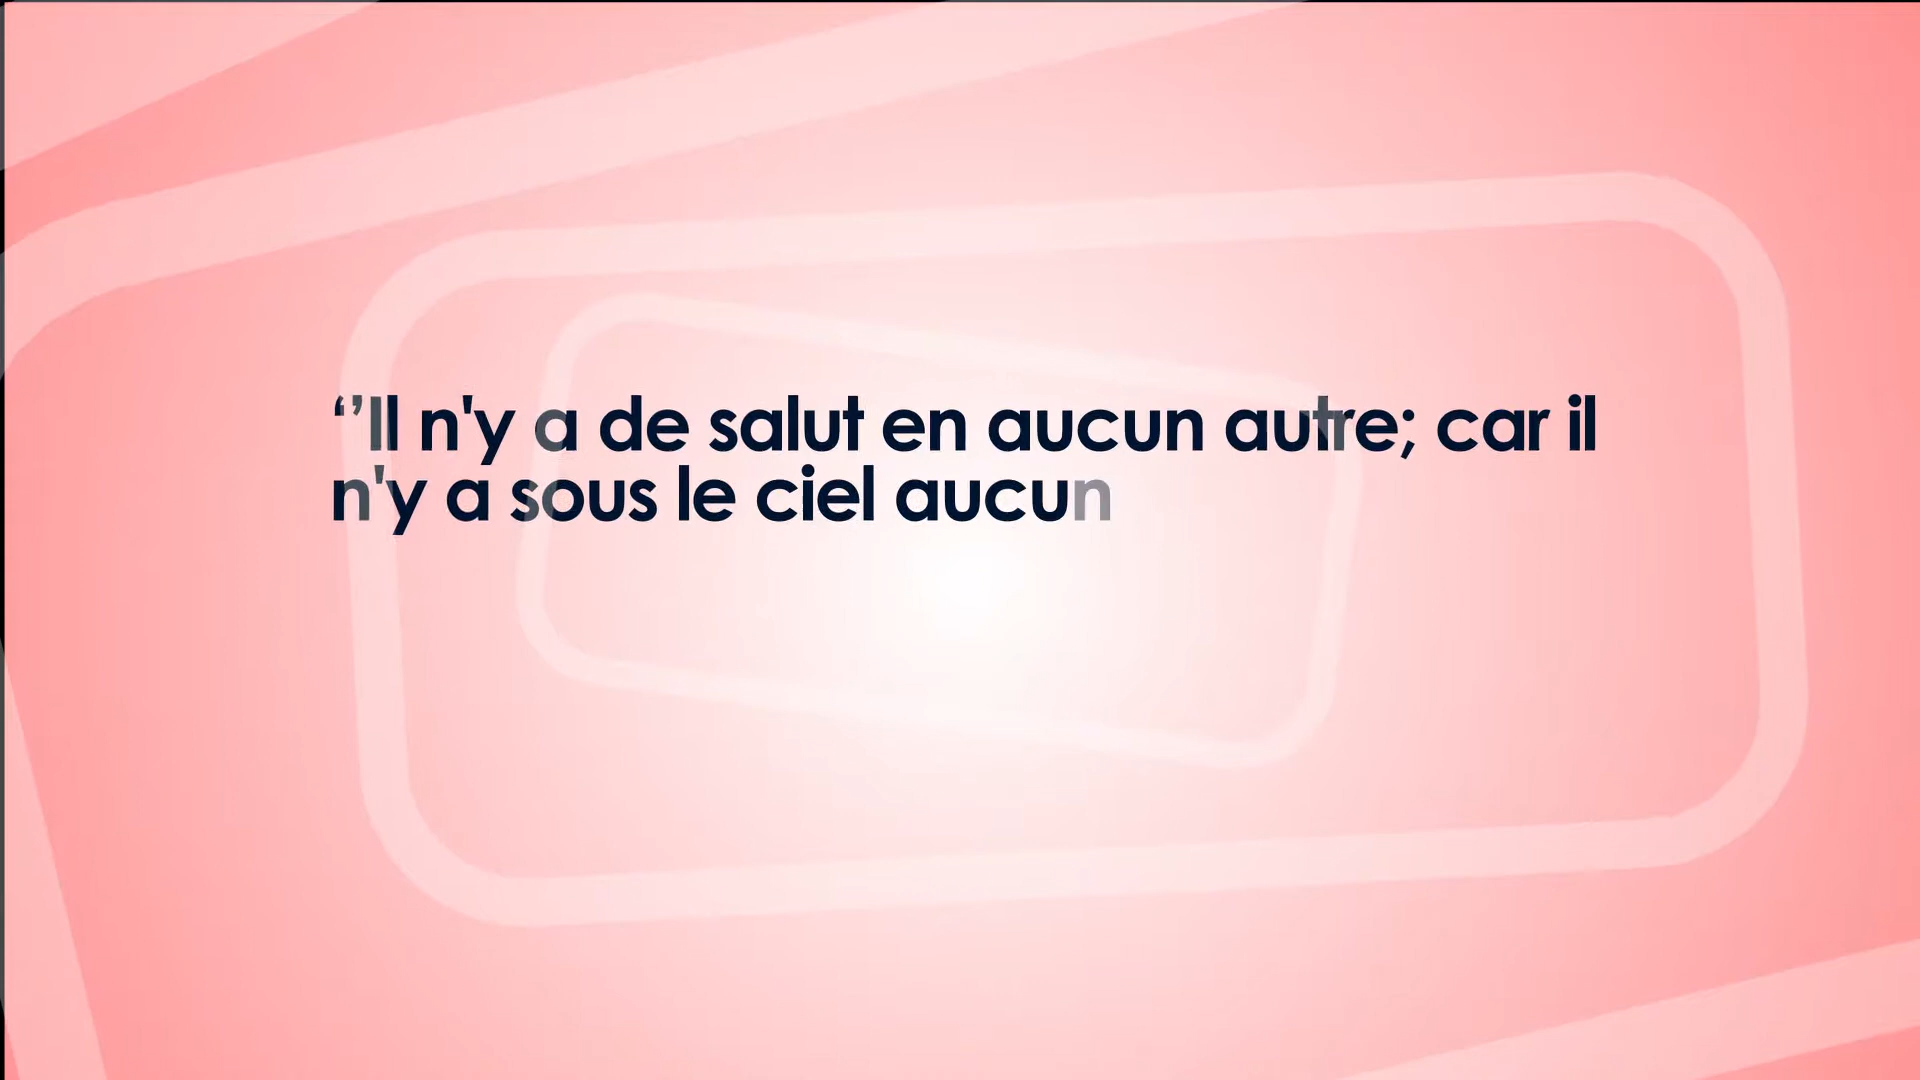 ‘’Il n'y a de salut en aucun autre; car il
n'y a sous le ciel aucun